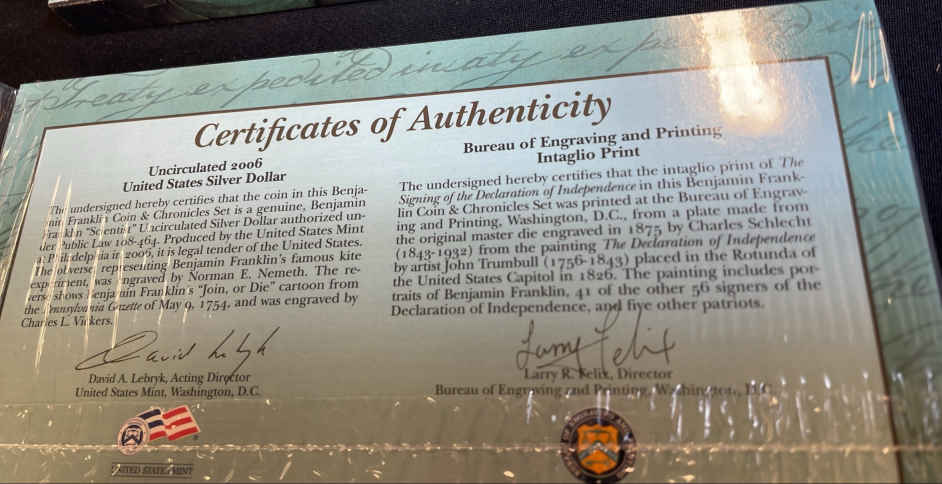 Treaty expedited in uaty expe
Certificates of Authenticity
Uncirculated 2006
United States Silver Dollar
The undersigned hereby certifies that the coin in this Benja-
min Franklin Coin & Chronicles Set is a genuine, Benjamin
Franklin "Scientist" Uncirculated Silver Dollar authorized un-
der Public Law 108-464. Produced by the United States Mint
at Philadelphia in 2006, it is legal tender of the United States.
The obverse, representing Benjamin Franklin's famous kite
experiment, was engraved by Norman E. Nemeth. The re-
verse shows Benjamin Franklin's "Join, or Die" cartoon from
the Pennsylvania Gazette of May 9, 1754, and was engraved by
Charles L. Vickers.
David Lebryk
David A. Lebryk, Acting Director
United States Mint, Washington, D.C.
UNITED STATES MINT
Bureau of Engraving and Printing
Intaglio Print
The undersigned hereby certifies that the intaglio print of The
Signing of the Declaration of Independence in this Benjamin Frank-
lin Coin & Chronicles Set was printed at the Bureau of Engrav-
ing and Printing, Washington, D.C., from a plate made from
the original master die engraved in 1875 by Charles Schlecht
(1843-1932) from the painting The Declaration of Independence
by artist John Trumbull (1756-1843) placed in the Rotunda of
the United States Capitol in 1826. The painting includes por-
traits of Benjamin Franklin, 41 of the other 56 signers of the
Declaration of Independence, and five other patriots.
Larry Felix
Larry R. Felix, Director
Bureau of Engraving and Printing, Washington, D.C.